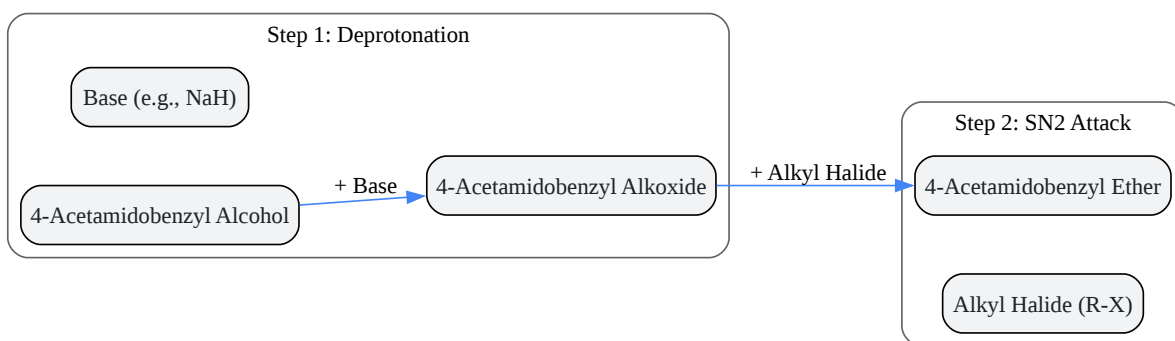 Step 1: Deprotonation
Base (e.g., NaH)
4-Acetamidobenzyl Alcohol
+ Base
4-Acetamidobenzyl Alkoxide
+ Alkyl Halide
Step 2: SN2 Attack
4-Acetamidobenzyl Ether
Alkyl Halide (R-X)